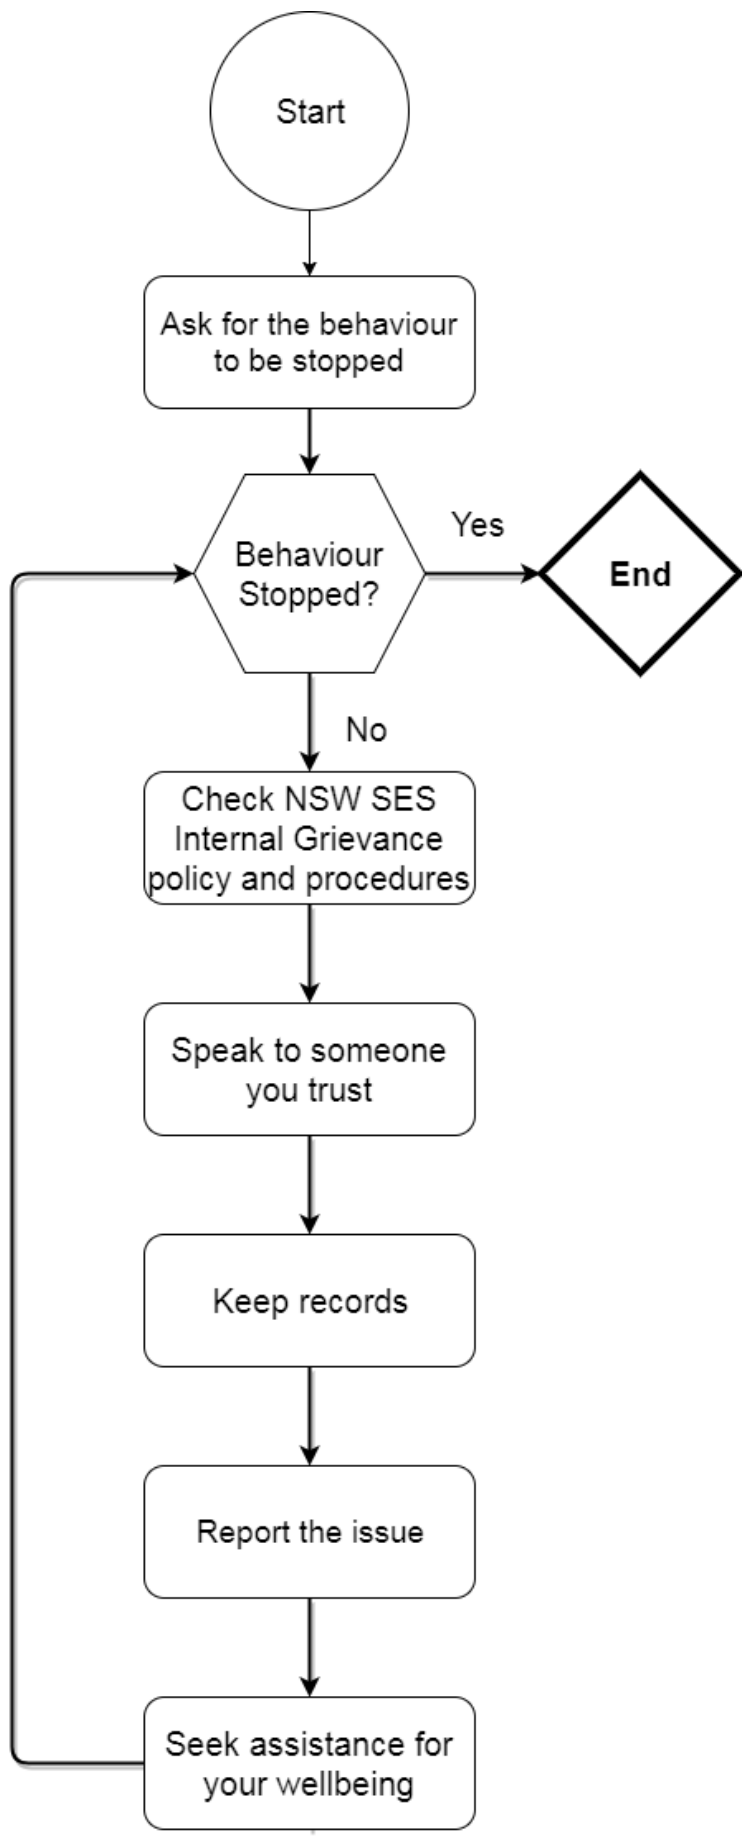 Start
Ask for the behaviour
to be stopped
Behaviour
Stopped?
Yes
End
No
Check NSW SES
Internal Grievance
policy and procedures
Speak to someone
you trust
Keep records
Report the issue
Seek assistance for
your wellbeing